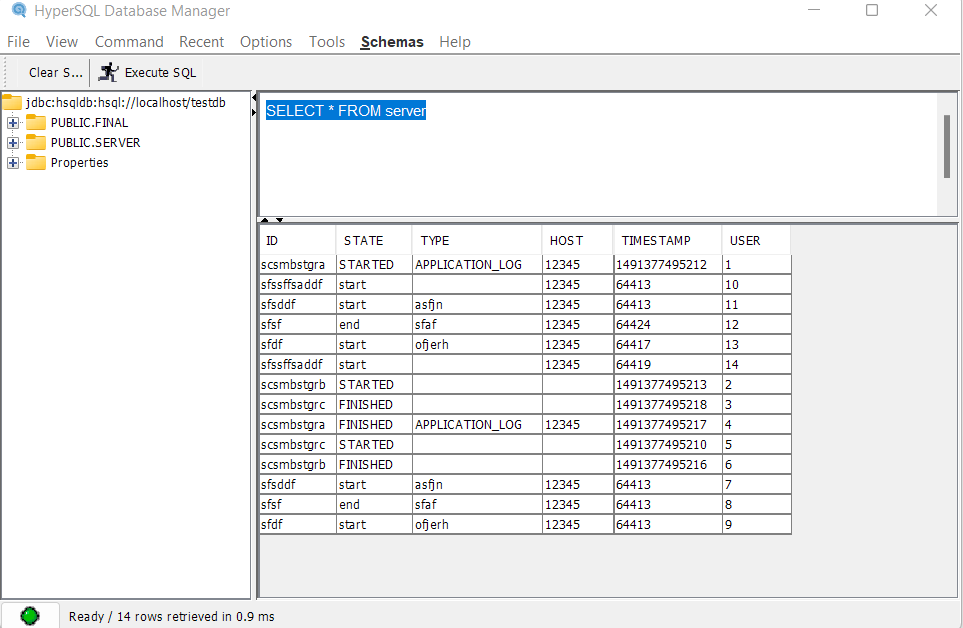 HyperSQL Database Manager
File View Command Recent Options Tools Schemas Help
Clear S... Execute SQL
jdbc:hsqldb:hsql://localhost/testdb
PUBLIC.FINAL
PUBLIC.SERVER
Properties
SELECT * FROM server
ID STATE TYPE HOST TIMESTAMP USER
scsmbstgra STARTED APPLICATION_LOG 12345 1491377495212 1
sfssffsaddf start 12345 64413 10
sfsddf start asfjn 12345 64413 11
sfsf end sfaf 12345 64424 12
sfdf start ofjerh 12345 64417 13
sfssffsaddf start 12345 64419 14
scsmbstgrb STARTED 1491377495213 2
scsmbstgrc FINISHED 1491377495218 3
scsmbstgra FINISHED APPLICATION_LOG 12345 1491377495217 4
scsmbstgrc STARTED 1491377495210 5
scsmbstgrb FINISHED 1491377495216 6
sfsddf start asfjn 12345 64413 7
sfsf end sfaf 12345 64413 8
sfdf start ofjerh 12345 64413 9
Ready / 14 rows retrieved in 0.9 ms